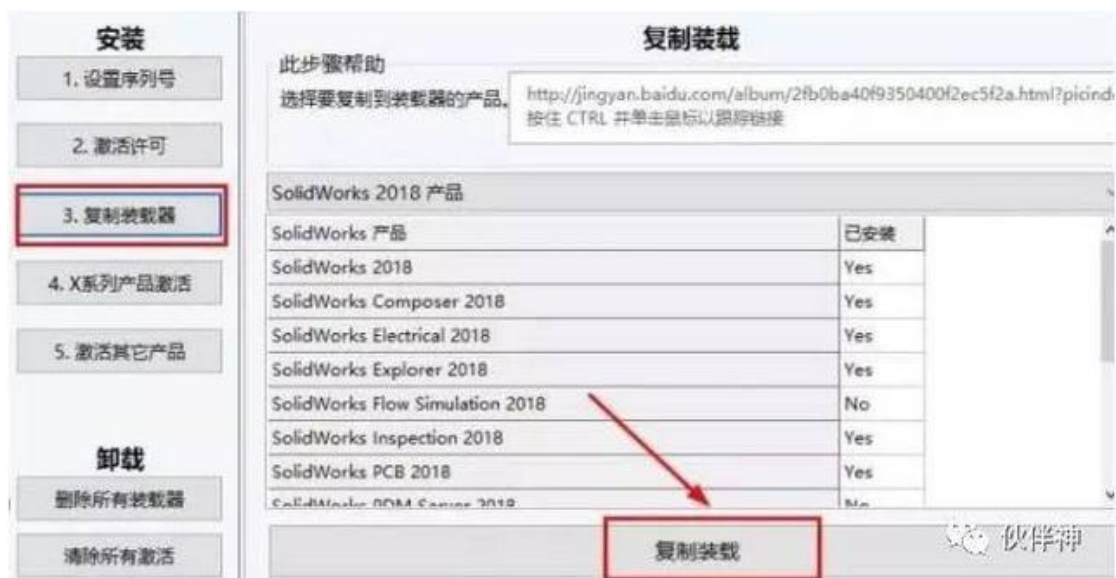 安装
1. 设置序列号
2. 激活许可
3. 复制装载器
4. X系列产品激活
5. 激活其它产品
卸载
删除所有装载器
清除所有激活
复制装载
此步骤帮助
选择要复制到装载器的产品。
http://jingyan.baidu.com/album/2fb0ba40f9350400f2ec5f2a.html?picind
按住 CTRL 并单击鼠标以跟踪链接
SolidWorks 2018 产品
SolidWorks 产品 已安装
SolidWorks 2018 Yes
SolidWorks Composer 2018 Yes
SolidWorks Electrical 2018 Yes
SolidWorks Explorer 2018 Yes
SolidWorks Flow Simulation 2018 No
SolidWorks Inspection 2018 Yes
SolidWorks PCB 2018 Yes
SolidWorks PDM Server 2018 No
复制装载
伙伴神